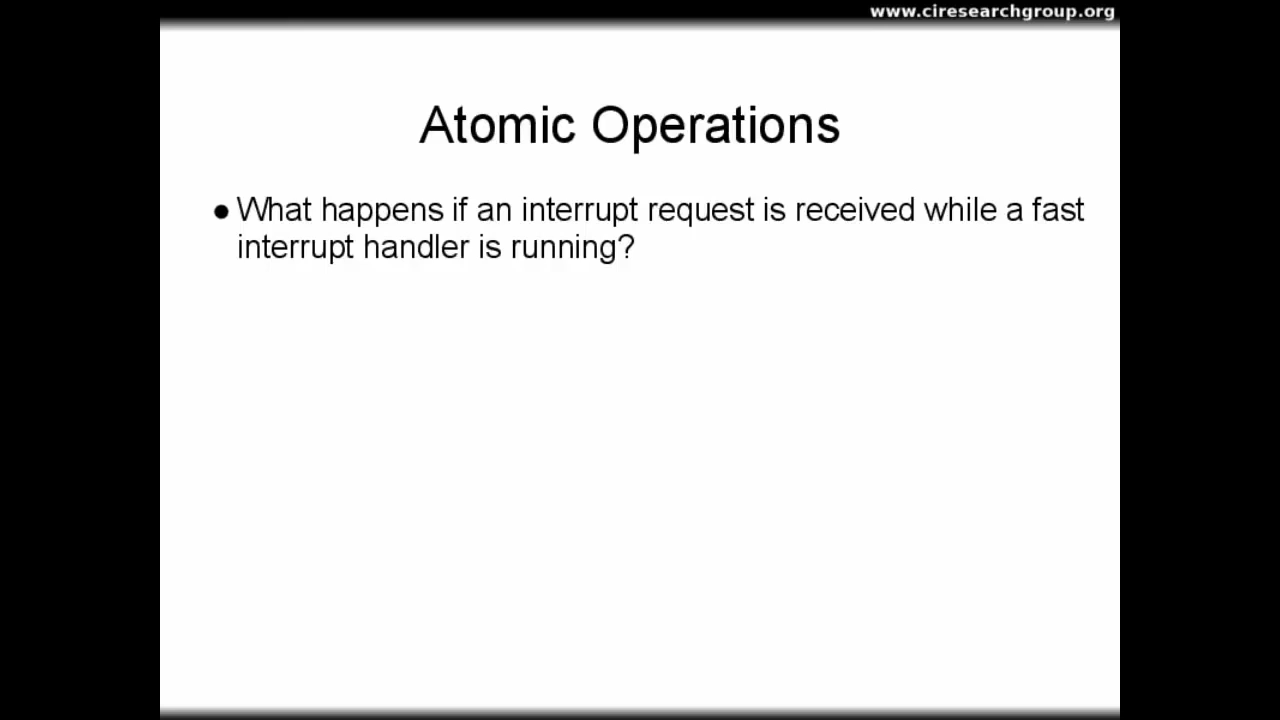 www.ciresearchgroup.org
Atomic Operations
● What happens if an interrupt request is received while a fast
interrupt handler is running?